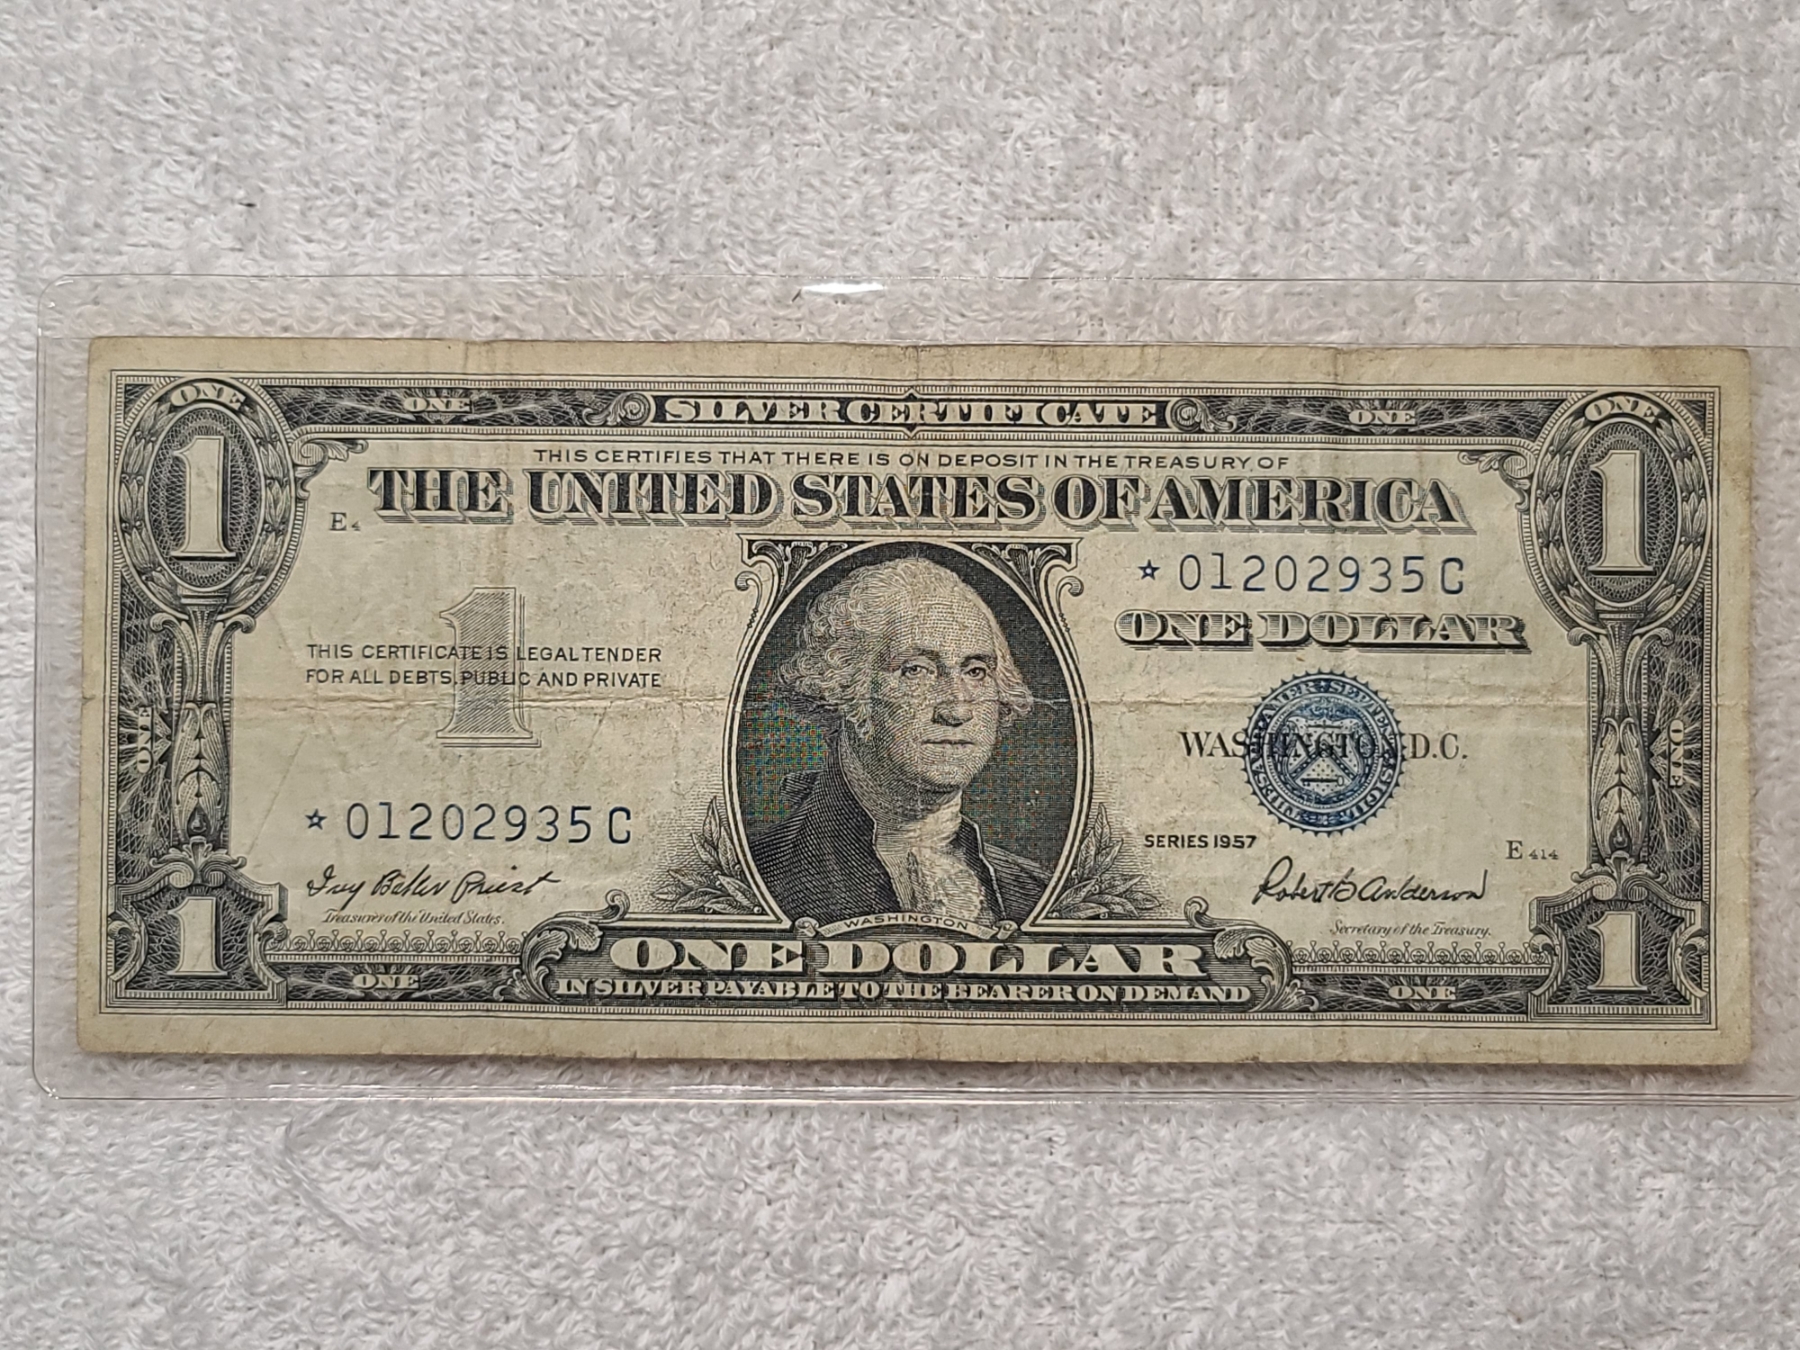 ONE SILVER CERTIFICATE ONE
ONE ONE
1 1
THIS CERTIFIES THAT THERE IS ON DEPOSIT IN THE TREASURY OF
THE UNITED STATES OF AMERICA
E4
☆ 01202935 C
ONE DOLLAR
1
THIS CERTIFICATE IS LEGAL TENDER
FOR ALL DEBTS, PUBLIC AND PRIVATE
WASHINGTON, D.C.
ONE ONE
☆ 01202935 C
SERIES 1957
E 414
Ivy Baker Priest
Treasurer of the United States.
Robert B Anderson
Secretary of the Treasury.
WASHINGTON
1 1
ONE DOLLAR
ONE ONE
IN SILVER PAYABLE TO THE BEARER ON DEMAND